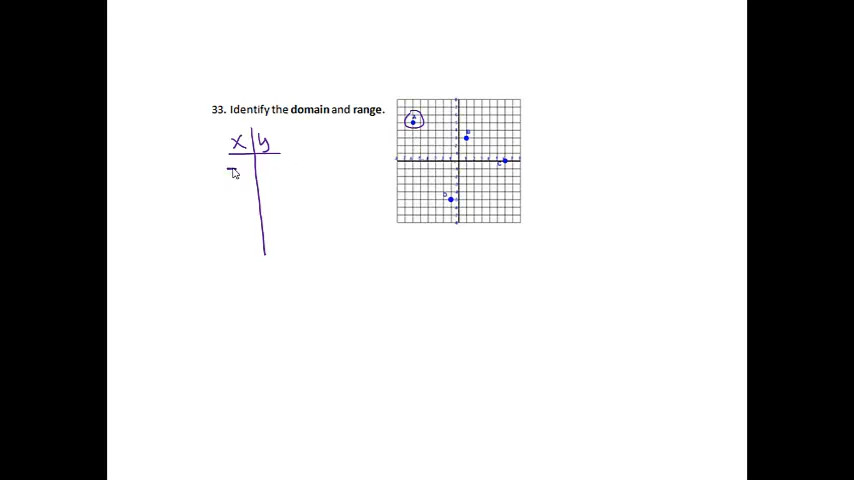 33. Identify the domain and range.
A
B
x y
C
D